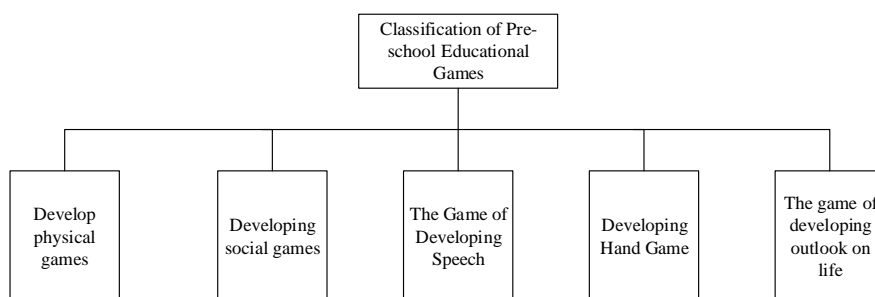 Classification of Pre-
school Educational
Games
Develop
physical
games
Developing
social games
The Game of
Developing
Speech
Developing
Hand Game
The game of
developing
outlook on
life